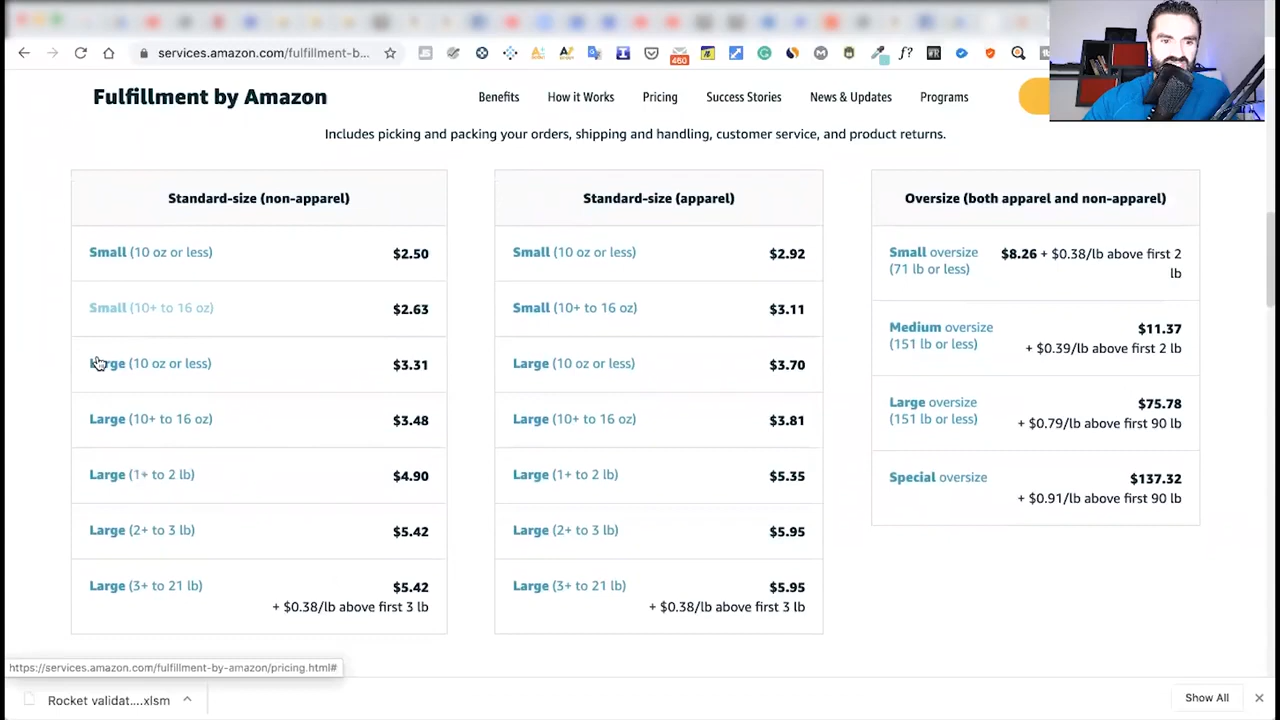 services.amazon.com/fulfillment-b...
460
f?
Fulfillment by Amazon
Benefits
How it Works
Pricing
Success Stories
News & Updates
Programs
Includes picking and packing your orders, shipping and handling, customer service, and product returns.
Standard-size (non-apparel)
Small (10 oz or less) $2.50
Small (10+ to 16 oz) $2.63
Large (10 oz or less) $3.31
Large (10+ to 16 oz) $3.48
Large (1+ to 2 lb) $4.90
Large (2+ to 3 lb) $5.42
Large (3+ to 21 lb) $5.42
+ $0.38/lb above first 3 lb
Standard-size (apparel)
Small (10 oz or less) $2.92
Small (10+ to 16 oz) $3.11
Large (10 oz or less) $3.70
Large (10+ to 16 oz) $3.81
Large (1+ to 2 lb) $5.35
Large (2+ to 3 lb) $5.95
Large (3+ to 21 lb) $5.95
+ $0.38/lb above first 3 lb
Oversize (both apparel and non-apparel)
Small oversize $8.26 + $0.38/lb above first 2
(71 lb or less) lb
Medium oversize $11.37
(151 lb or less) + $0.39/lb above first 2 lb
Large oversize $75.78
(151 lb or less) + $0.79/lb above first 90 lb
Special oversize $137.32
+ $0.91/lb above first 90 lb
https://services.amazon.com/fulfillment-by-amazon/pricing.html#
Rocket validat....xlsm
Show All